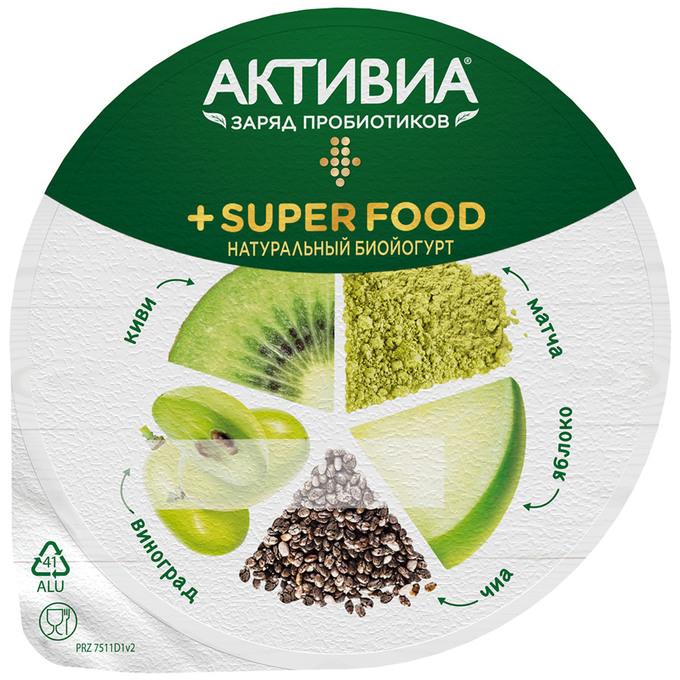 АКТИВИА®
ЗАРЯД ПРОБИОТИКОВ
+ SUPER FOOD
НАТУРАЛЬНЫЙ БИОЙОГУРТ
киви
матча
яблоко
виноград
чиа
41
ALU
PRZ 7511D1v2